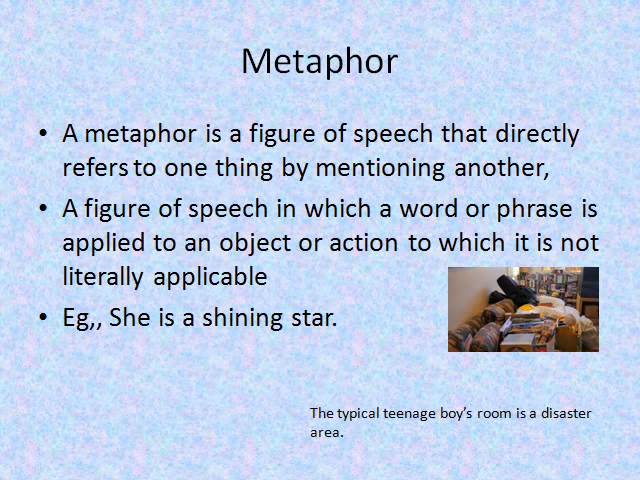 Metaphor
• A metaphor is a figure of speech that directly
refers to one thing by mentioning another,
• A figure of speech in which a word or phrase is
applied to an object or action to which it is not
literally applicable
• Eg,, She is a shining star.
The typical teenage boy’s room is a disaster
area.